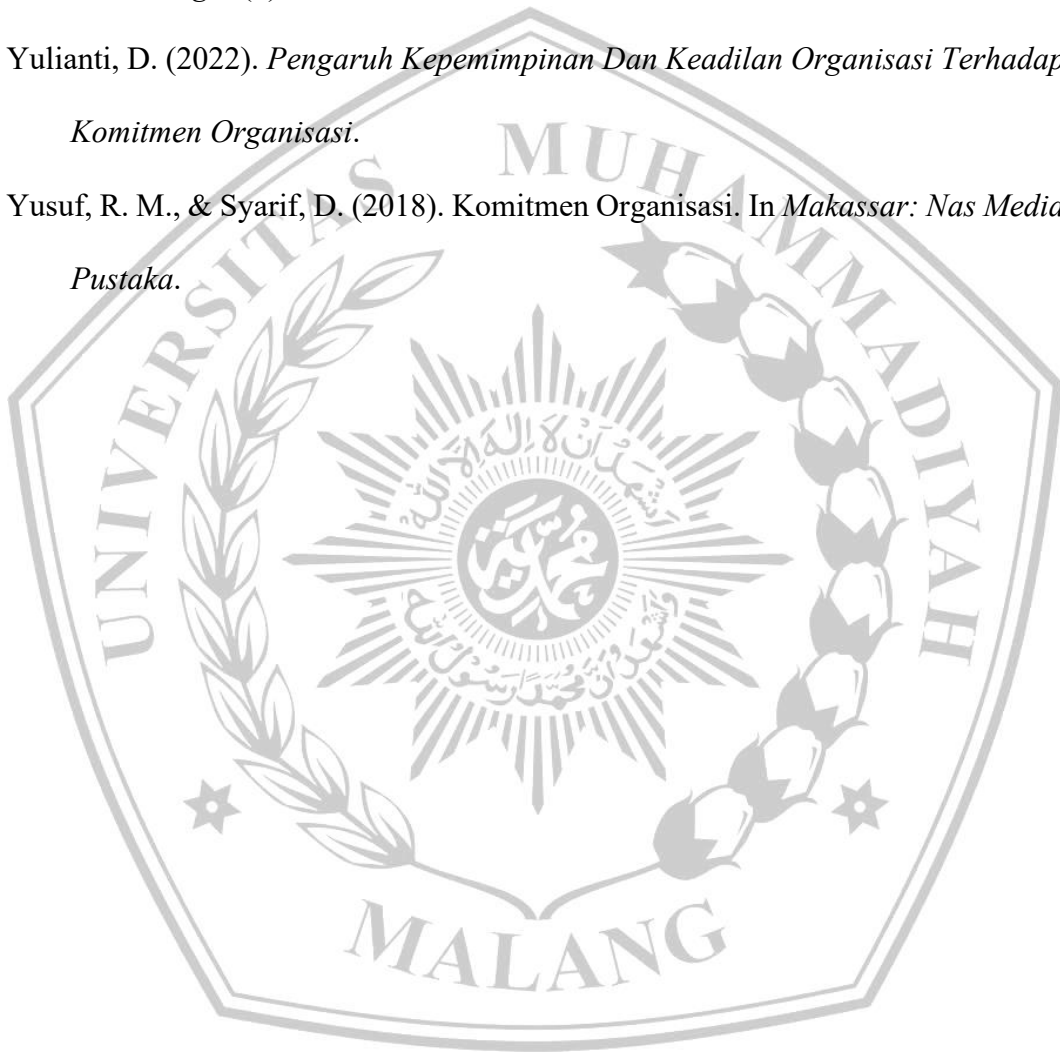 Yulianti, D. (2022). Pengaruh Kepemimpinan Dan Keadilan Organisasi Terhadap
Komitmen Organisasi.
Yusuf, R. M., & Syarif, D. (2018). Komitmen Organisasi. In Makassar: Nas Media
Pustaka.
UNIVERSITAS MUHAMMADIYAH
MALANG